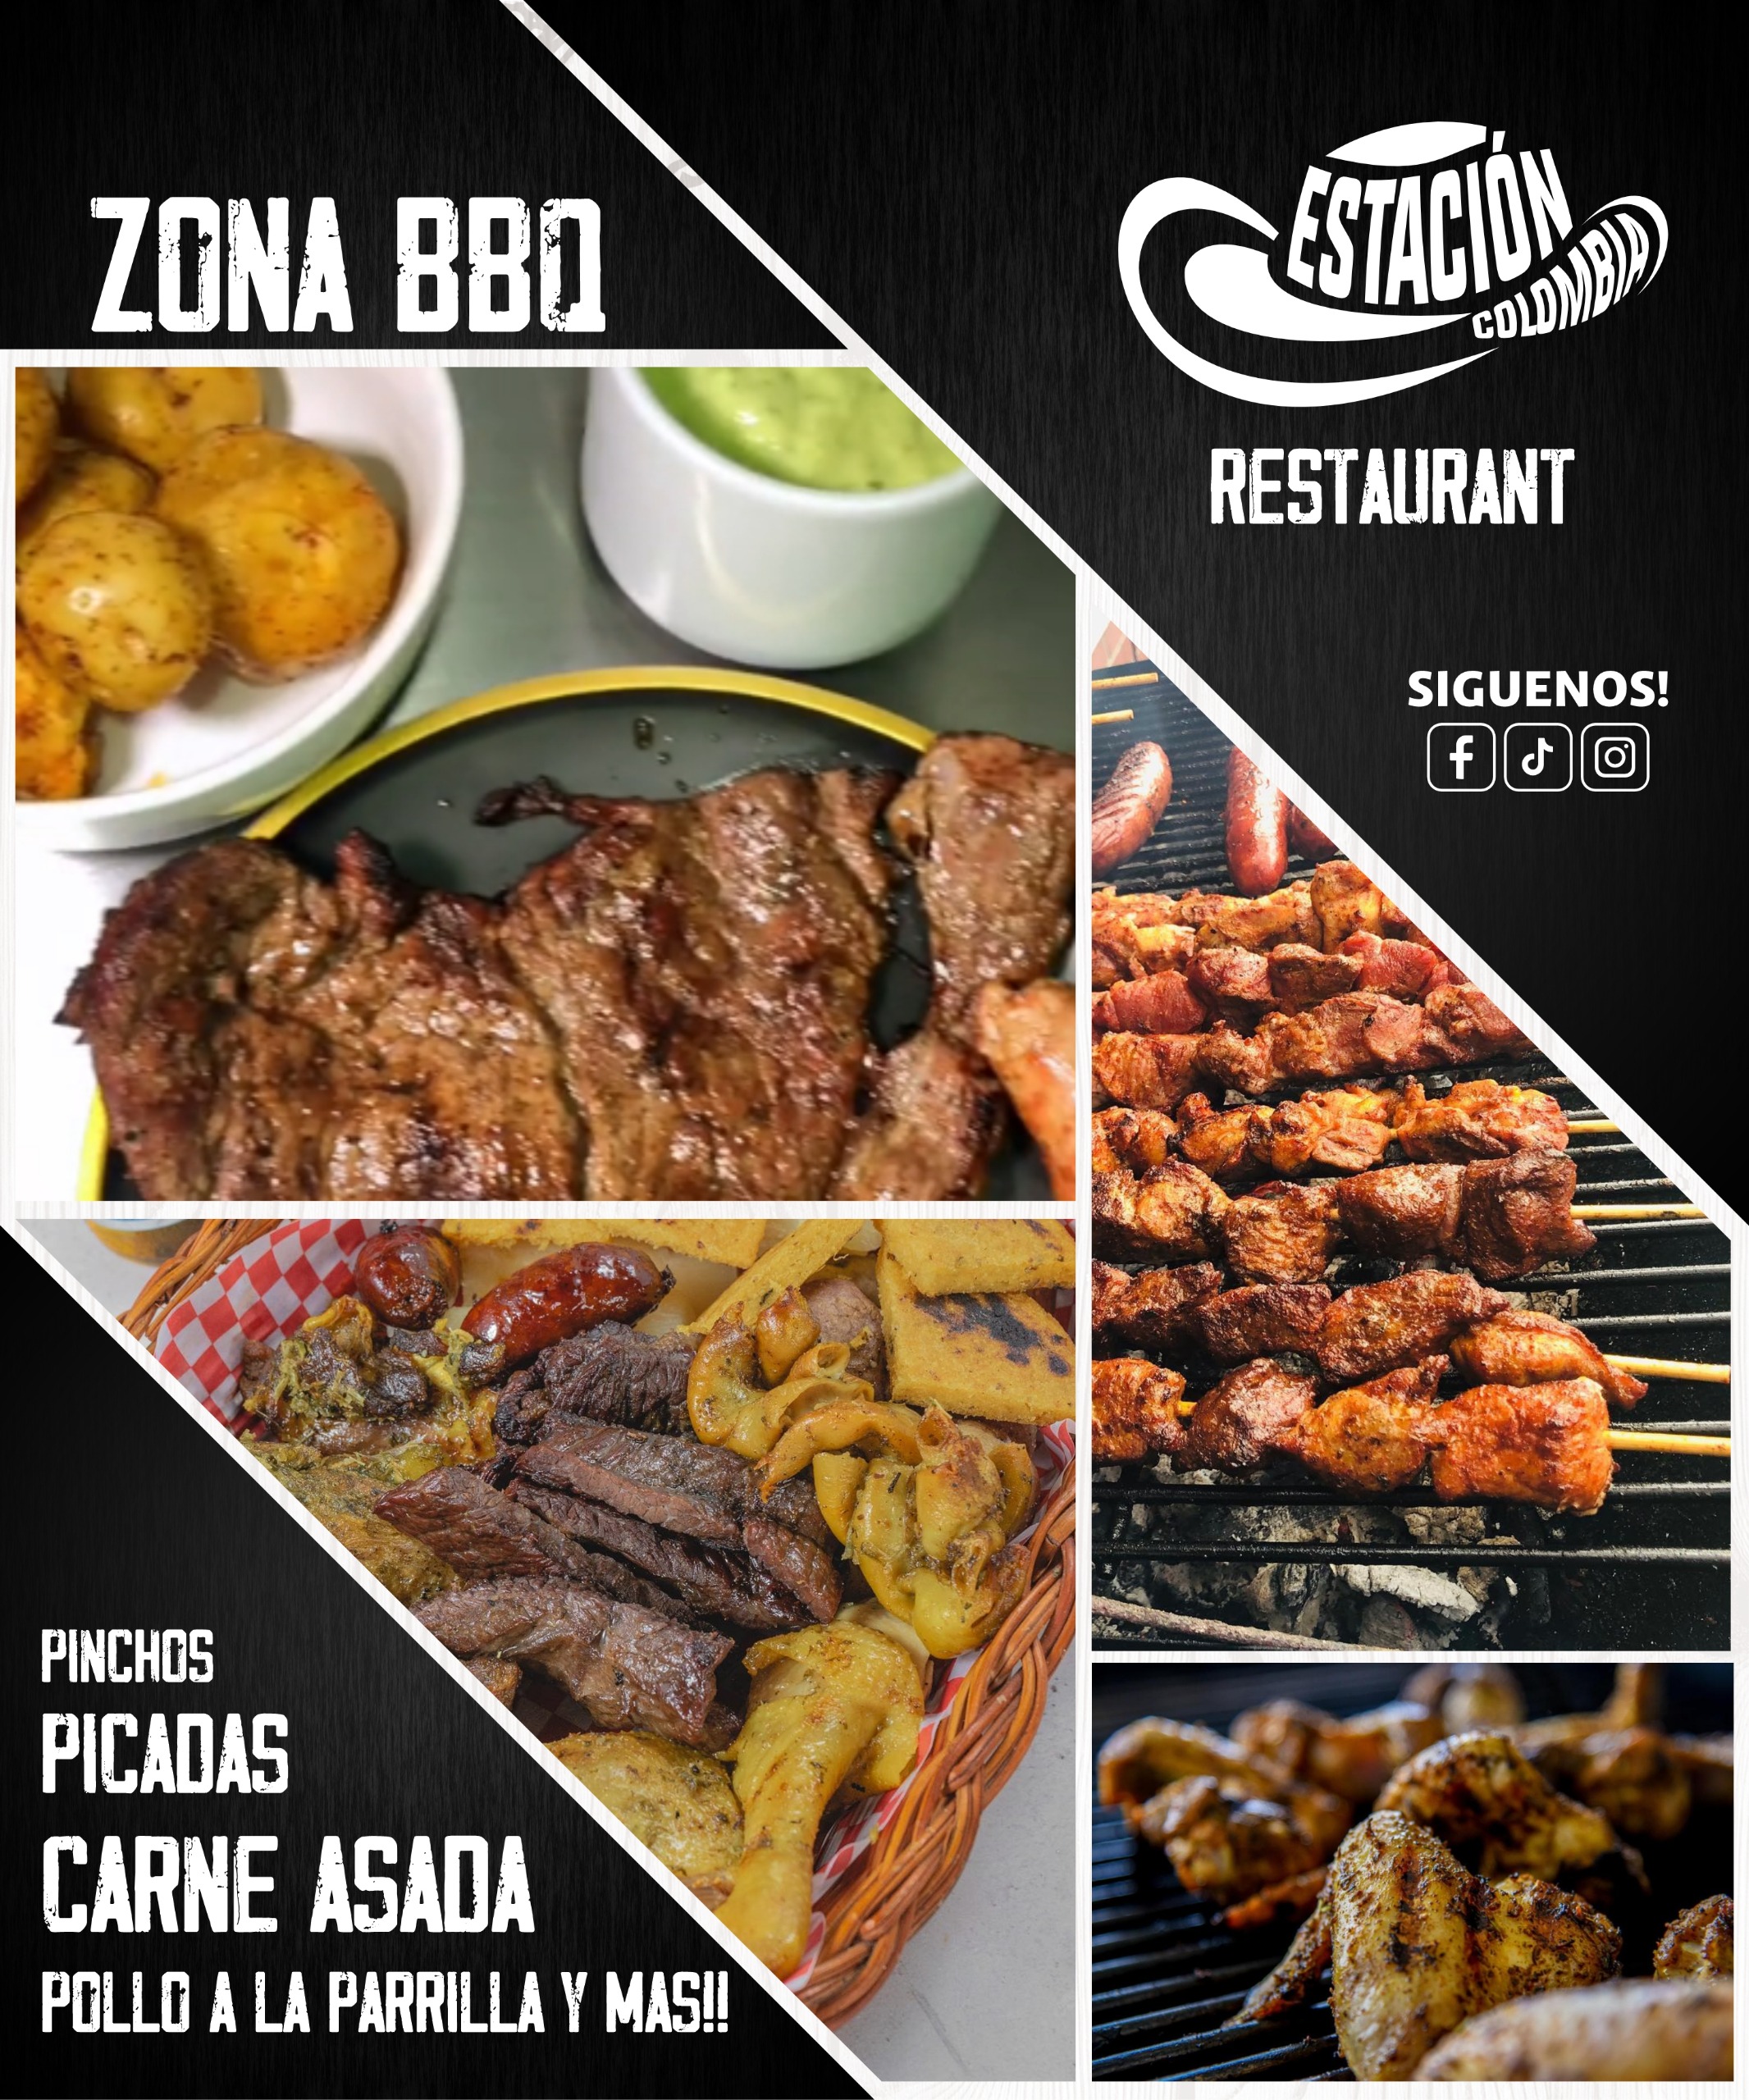 ZONA BBQ
ESTACIÓN
COLOMBIA
RESTAURANT
SIGUENOS!
PINCHOS
PICADAS
CARNE ASADA
POLLO A LA PARRILLA Y MAS!!